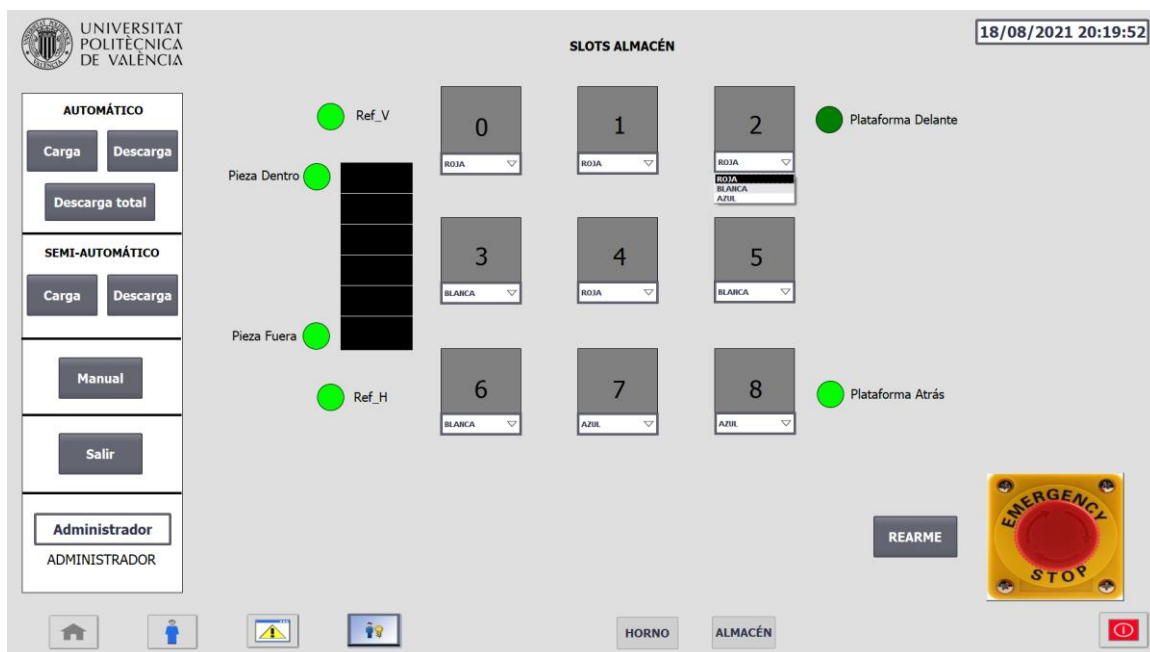 UNIVERSITAT
POLITÈCNICA
DE VALÈNCIA
SLOTS ALMACÉN
18/08/2021 20:19:52
AUTOMÁTICO
Carga Descarga
Descarga total
SEMI-AUTOMÁTICO
Carga Descarga
Manual
Salir
Administrador
ADMINISTRADOR
Ref_V
Pieza Dentro
Pieza Fuera
Ref_H
0 1 2
ROJA ROJA ROJA
ROJA
BLANCA
AZUL
Plataforma Delante
3 4 5
BLANCA ROJA BLANCA
6 7 8
BLANCA AZUL AZUL
Plataforma Atrás
REARME
EMERGENCY
STOP
HORNO ALMACÉN